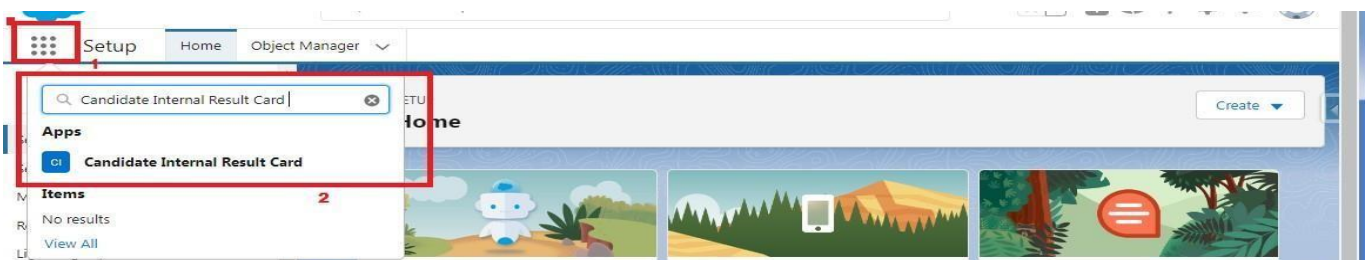 Setup Home Object Manager
1
Candidate Internal Result Card
ETU
Home
Create
Apps
CI Candidate Internal Result Card
Items
2
No results
View All